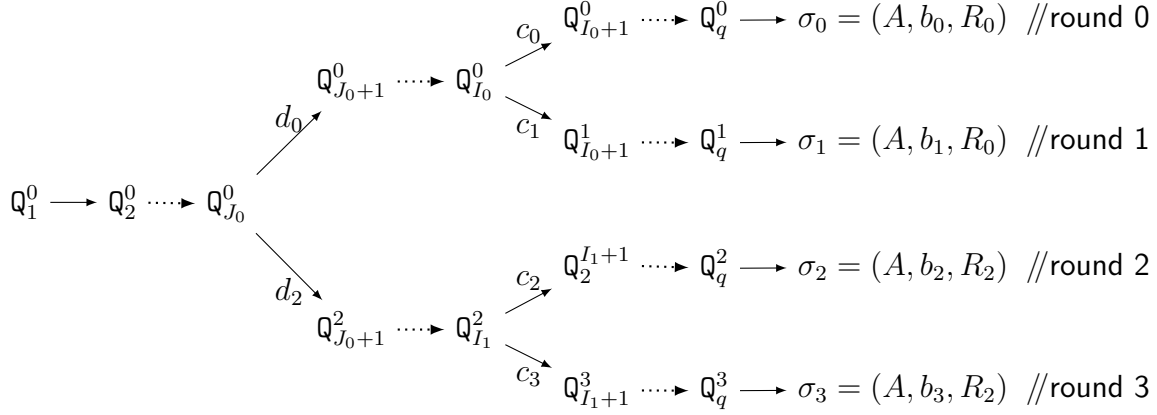 Q^0_{I_0+1} ⋯ Q^0_q → σ_0 = (A, b_0, R_0) //round 0
c_0
Q^0_{J_0+1} ⋯ Q^0_{I_0}
c_1
d_0
Q^1_{I_0+1} ⋯ Q^1_q → σ_1 = (A, b_1, R_0) //round 1
Q^0_1 → Q^0_2 ⋯ Q^0_{J_0}
Q^{I_1+1}_2 ⋯ Q^2_q → σ_2 = (A, b_2, R_2) //round 2
c_2
d_2
Q^2_{J_0+1} ⋯ Q^2_{I_1}
c_3
Q^3_{I_1+1} ⋯ Q^3_q → σ_3 = (A, b_3, R_2) //round 3